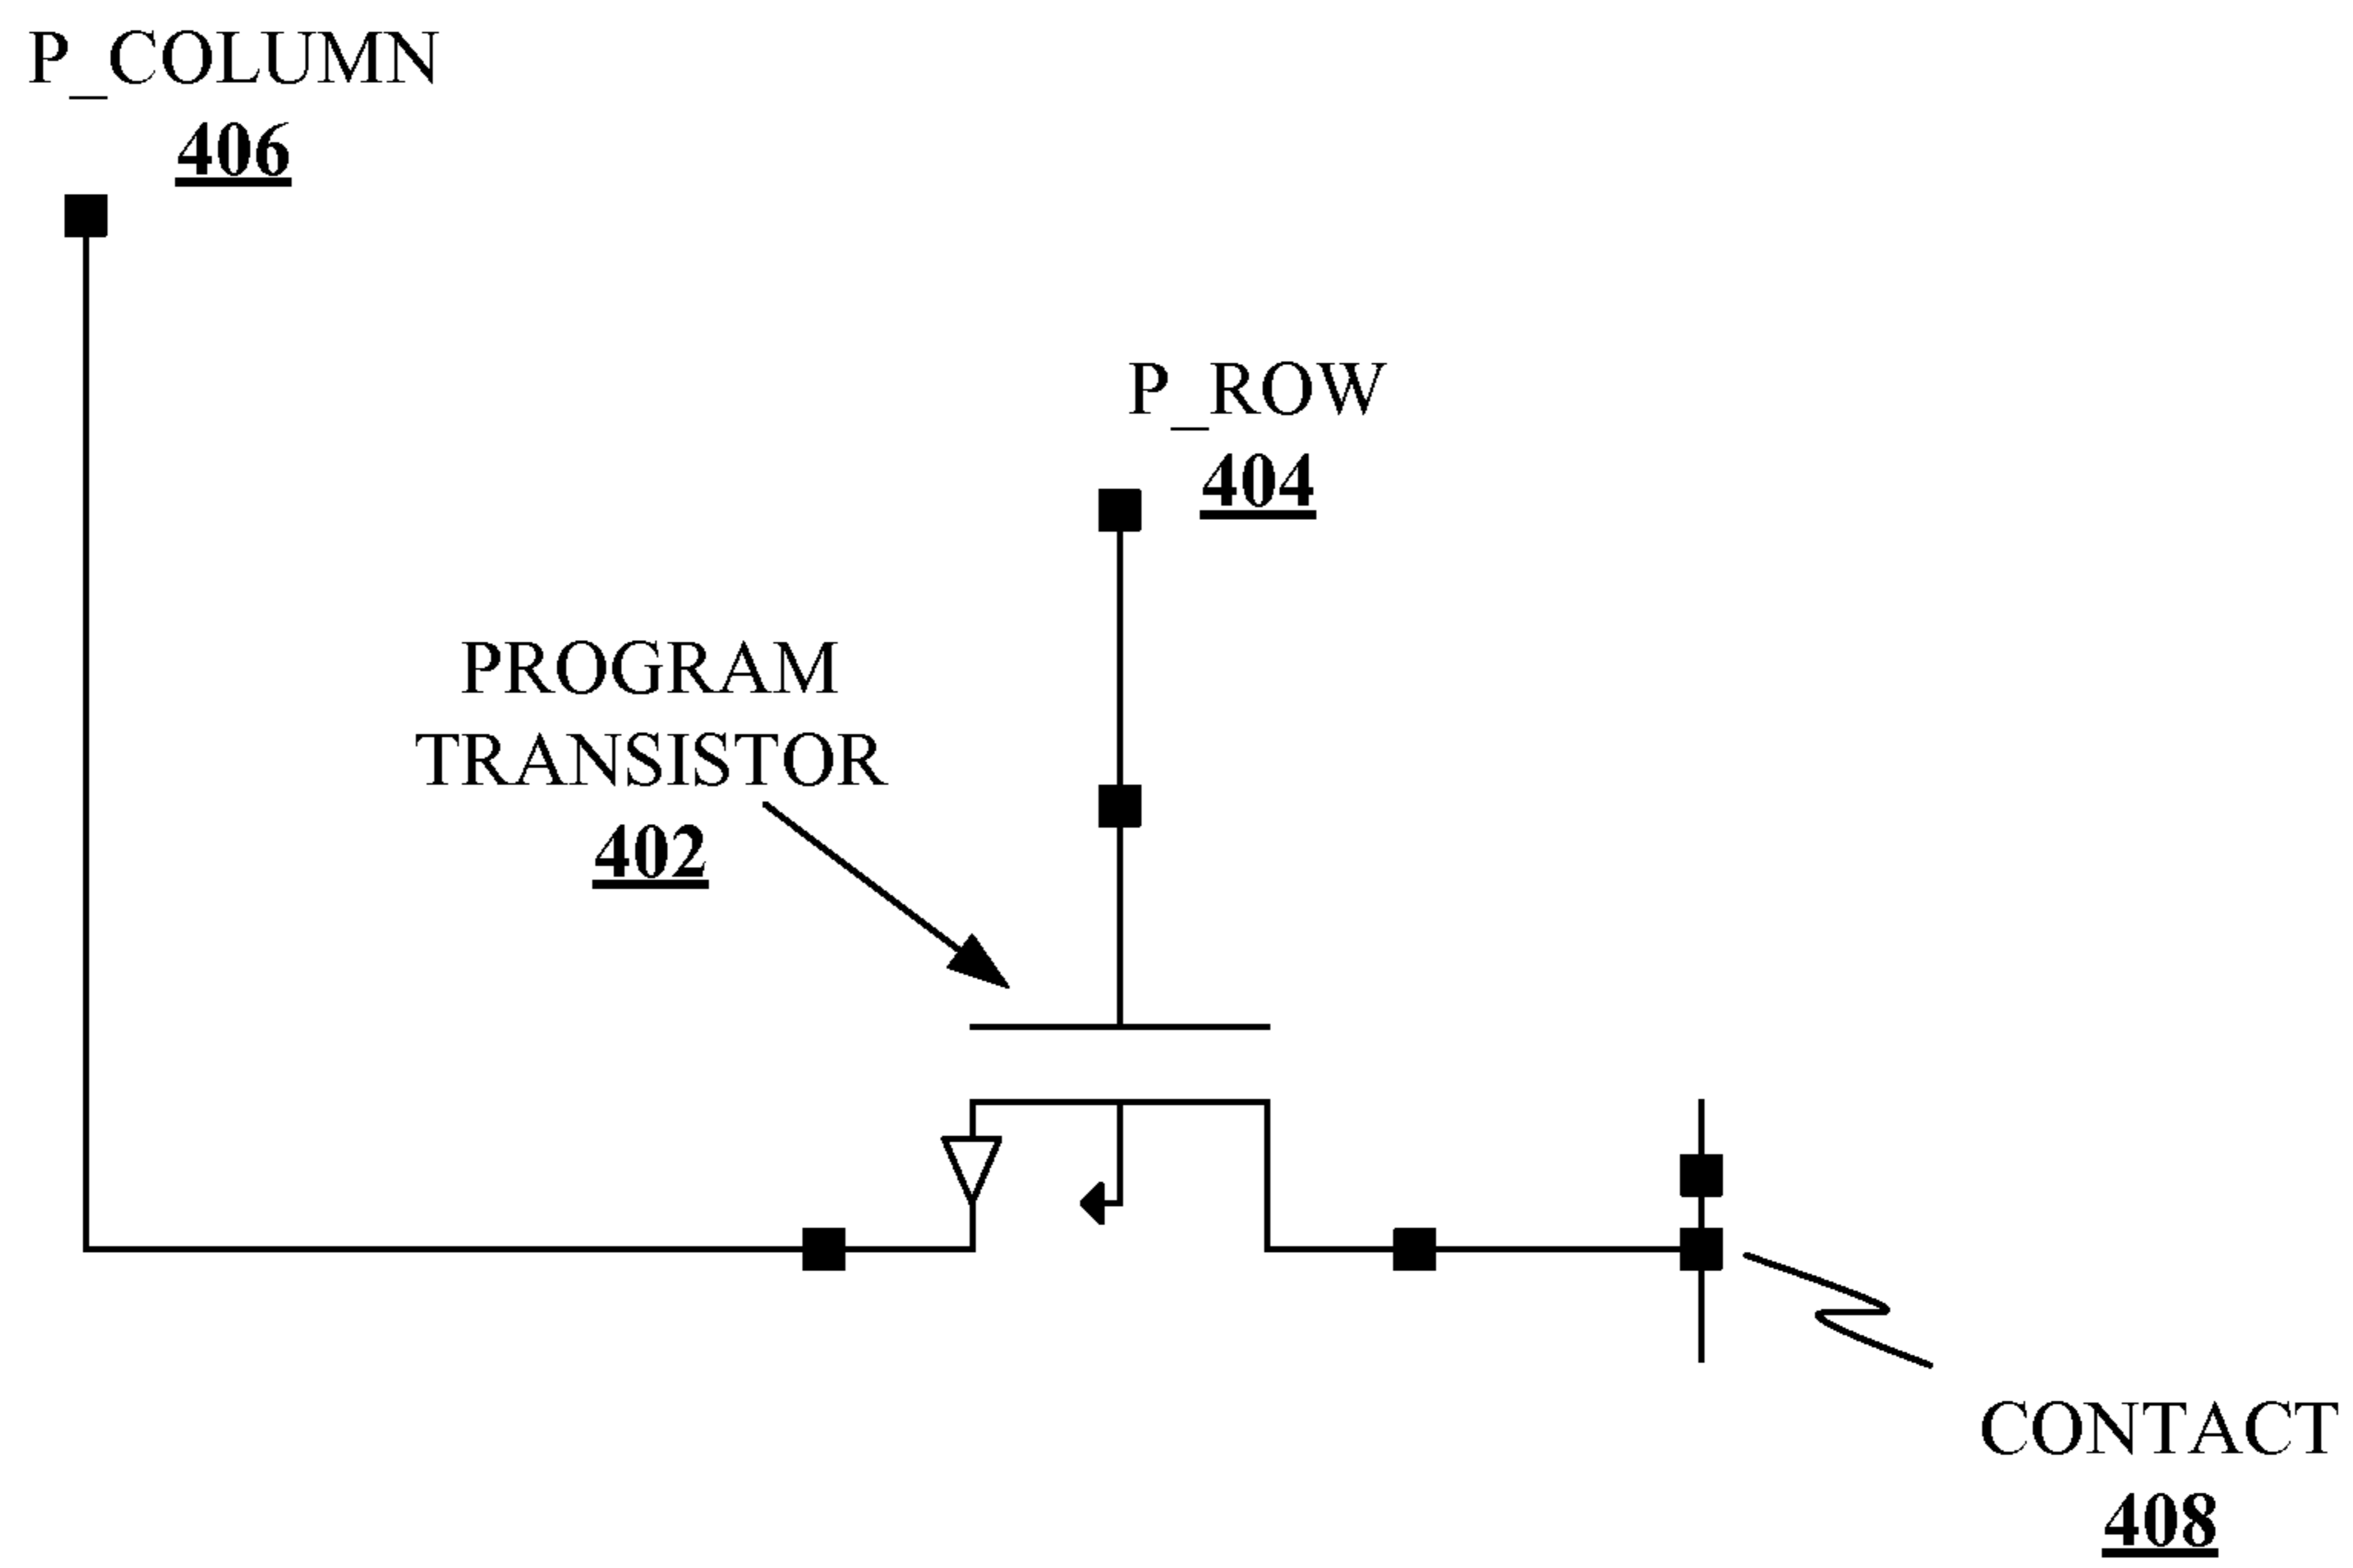 P_COLUMN
406
P_ROW
404
PROGRAM
TRANSISTOR
402
CONTACT
408